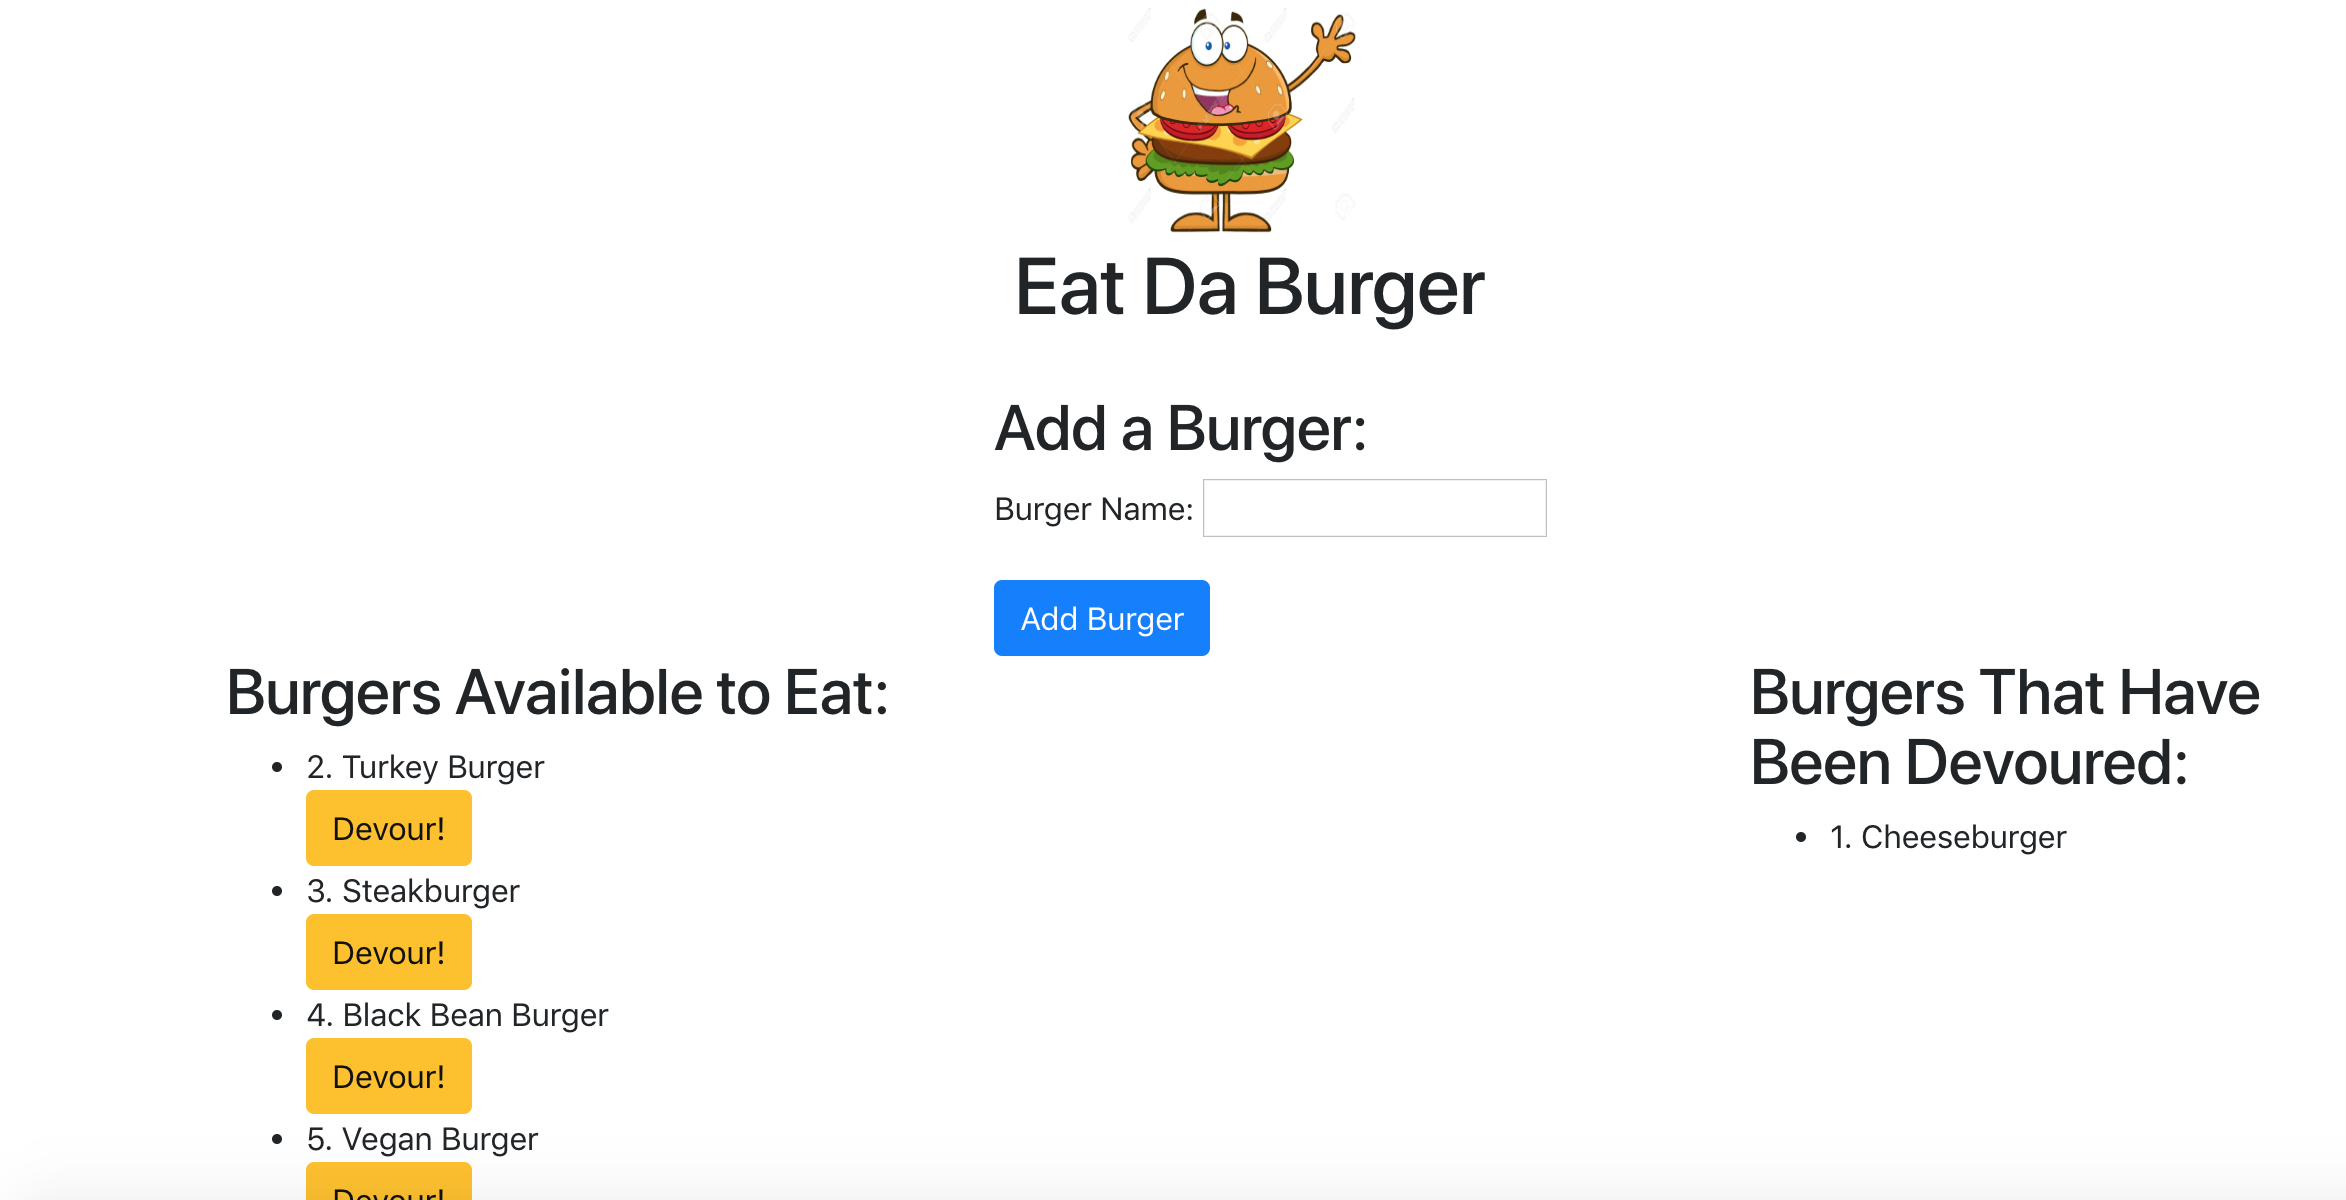 Eat Da Burger
Add a Burger:
Burger Name:
Add Burger
Burgers Available to Eat:
• 2. Turkey Burger
Devour!
• 3. Steakburger
Devour!
• 4. Black Bean Burger
Devour!
• 5. Vegan Burger
Devour!
Burgers That Have
Been Devoured:
• 1. Cheeseburger